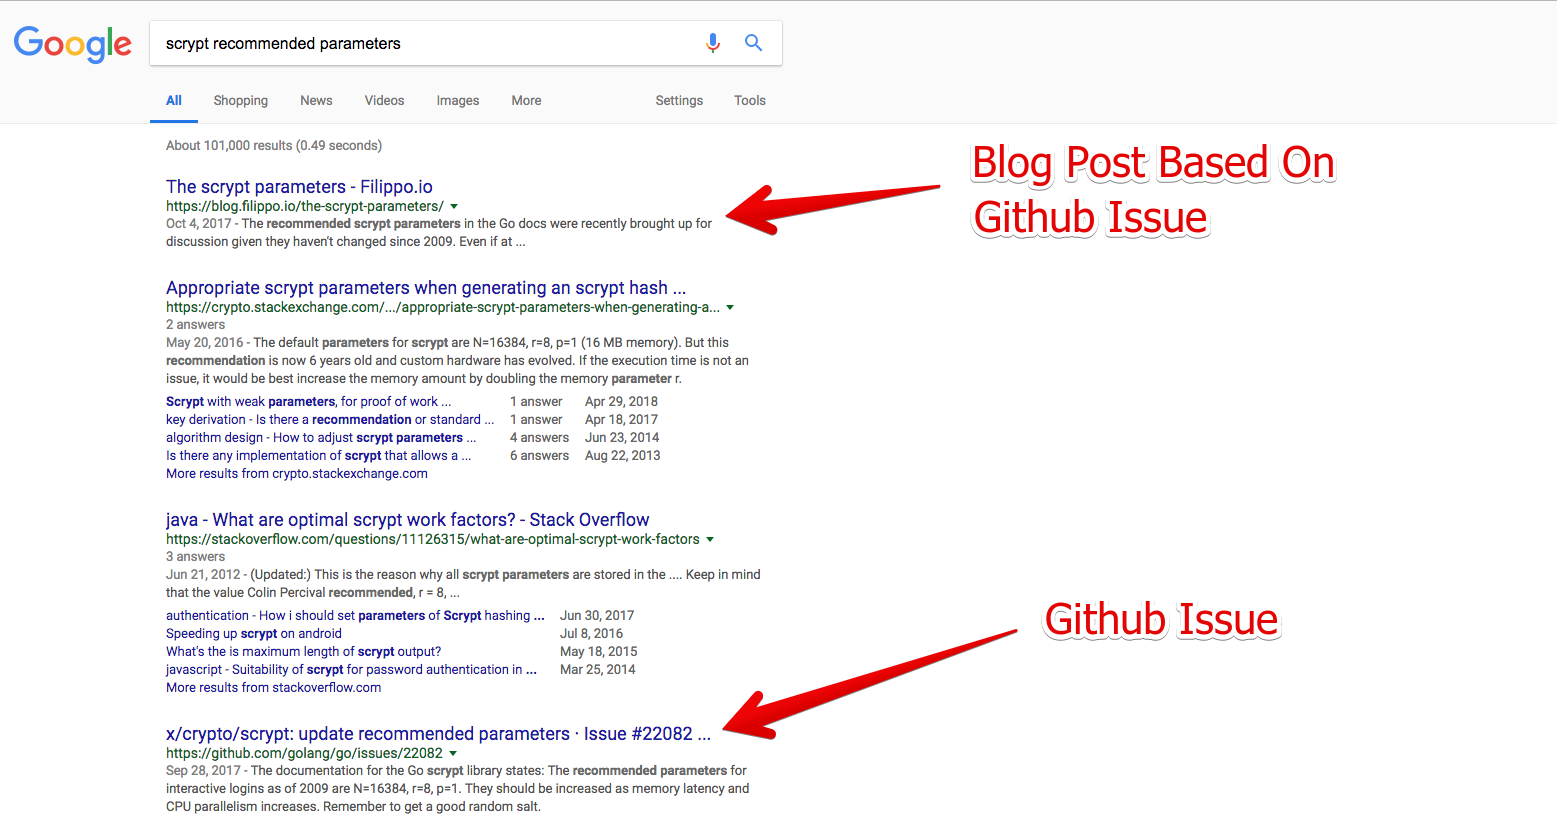 Google
scrypt recommended parameters
All Shopping News Videos Images More Settings Tools
About 101,000 results (0.49 seconds)
Blog Post Based On
Github Issue
The scrypt parameters - Filippo.io
https://blog.filippo.io/the-scrypt-parameters/
Oct 4, 2017 - The recommended scrypt parameters in the Go docs were recently brought up for
discussion given they haven't changed since 2009. Even if at ...
Appropriate scrypt parameters when generating an scrypt hash ...
https://crypto.stackexchange.com/.../appropriate-scrypt-parameters-when-generating-a...
2 answers
May 20, 2016 - The default parameters for scrypt are N=16384, r=8, p=1 (16 MB memory). But this
recommendation is now 6 years old and custom hardware has evolved. If the execution time is not an
issue, it would be best increase the memory amount by doubling the memory parameter r.
Scrypt with weak parameters, for proof of work ... 1 answer Apr 29, 2018
key derivation - Is there a recommendation or standard ... 1 answer Apr 18, 2017
algorithm design - How to adjust scrypt parameters ... 4 answers Jun 23, 2014
Is there any implementation of scrypt that allows a ... 6 answers Aug 22, 2013
More results from crypto.stackexchange.com
java - What are optimal scrypt work factors? - Stack Overflow
https://stackoverflow.com/questions/11126315/what-are-optimal-scrypt-work-factors
3 answers
Jun 21, 2012 - (Updated:) This is the reason why all scrypt parameters are stored in the .... Keep in mind
that the value Colin Percival recommended, r = 8, ...
authentication - How i should set parameters of Scrypt hashing ... Jun 30, 2017
Speeding up scrypt on android Jul 8, 2016
What's the is maximum length of scrypt output? May 18, 2015
javascript - Suitability of scrypt for password authentication in ... Mar 25, 2014
More results from stackoverflow.com
Github Issue
x/crypto/scrypt: update recommended parameters · Issue #22082 ...
https://github.com/golang/go/issues/22082
Sep 28, 2017 - The documentation for the Go scrypt library states: The recommended parameters for
interactive logins as of 2009 are N=16384, r=8, p=1. They should be increased as memory latency and
CPU parallelism increases. Remember to get a good random salt.